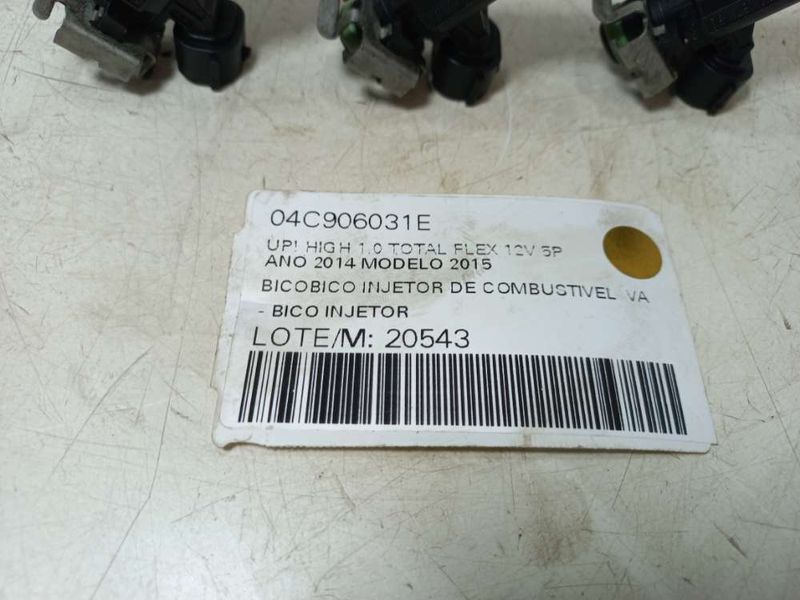 04C906031E
UP! HIGH 1.0 TOTAL FLEX 12V 5P
ANO 2014 MODELO 2015
BICOBICO INJETOR DE COMBUSTIVEL VA
- BICO INJETOR
LOTE/M: 20543